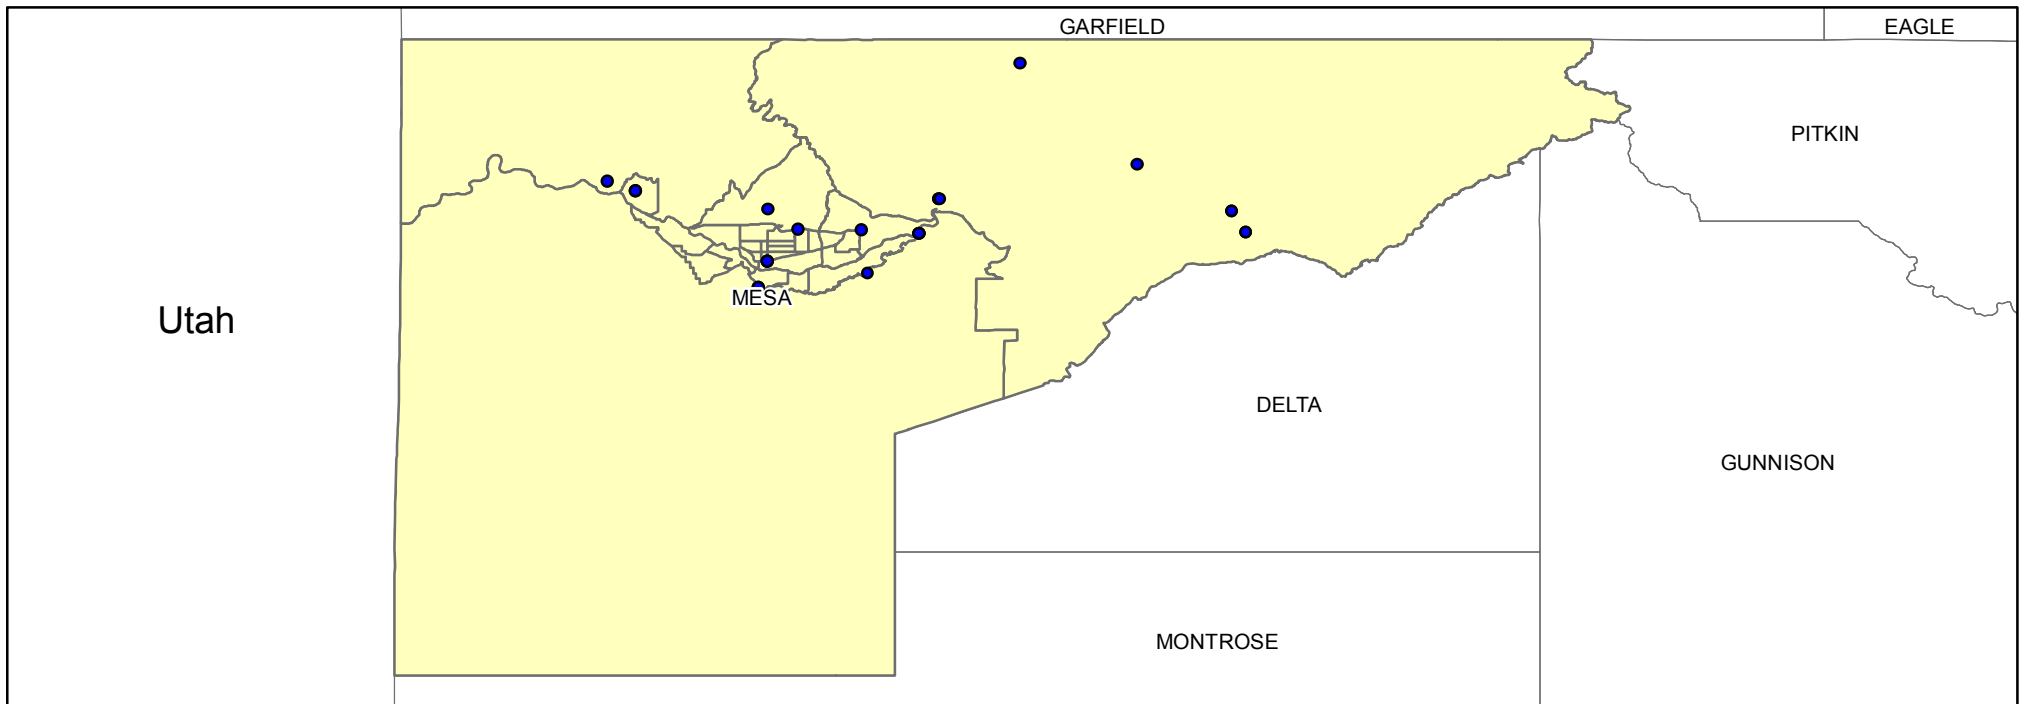 GARFIELD
EAGLE
PITKIN
MESA
Utah
DELTA
GUNNISON
MONTROSE